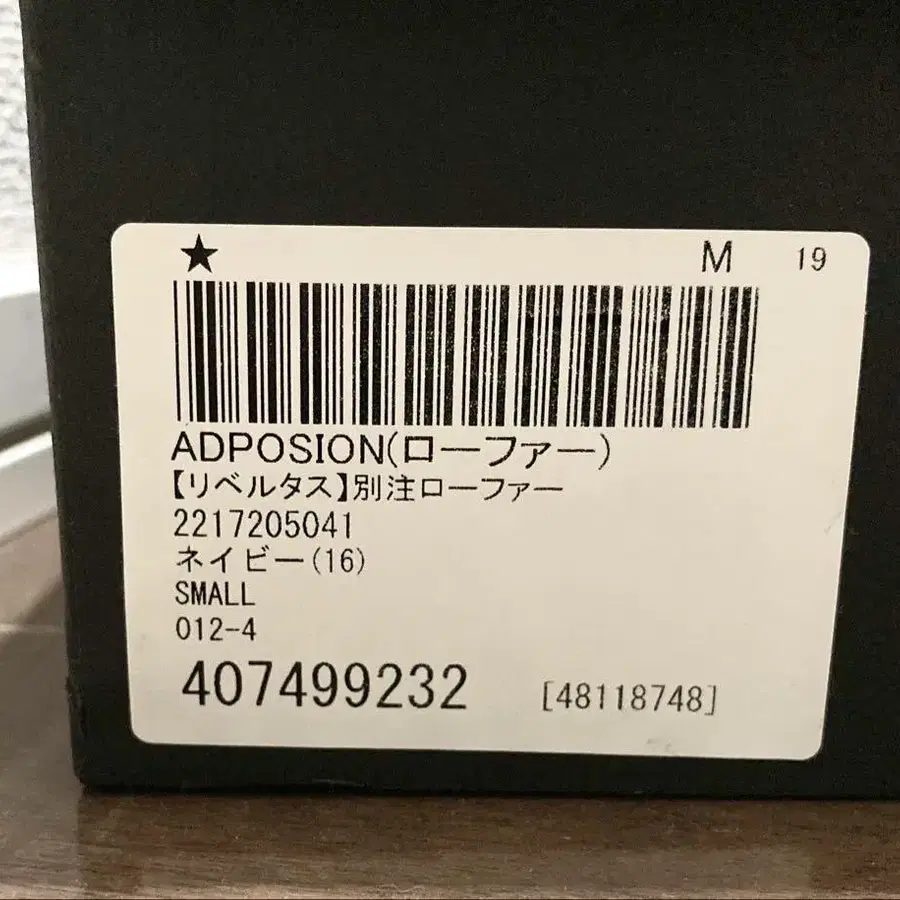 ★ M 19
ADPOSION(ローファー)
【リベルタス】別注ローファー
2217205041
ネイビー(16)
SMALL
012-4
407499232 [48118748]